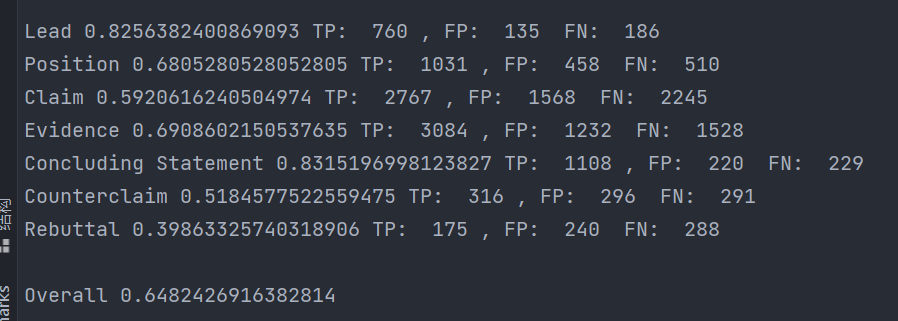 Lead 0.8256382400869093 TP:  760 , FP:  135  FN:  186
Position 0.6805280528052805 TP:  1031 , FP:  458  FN:  510
Claim 0.5920616240504974 TP:  2767 , FP:  1568  FN:  2245
Evidence 0.6908602150537635 TP:  3084 , FP:  1232  FN:  1528
Concluding Statement 0.8315196998123827 TP:  1108 , FP:  220  FN:  229
Counterclaim 0.5184577522559475 TP:  316 , FP:  296  FN:  291
Rebuttal 0.39863325740318906 TP:  175 , FP:  240  FN:  288
Overall 0.6482426916382814
结构
marks